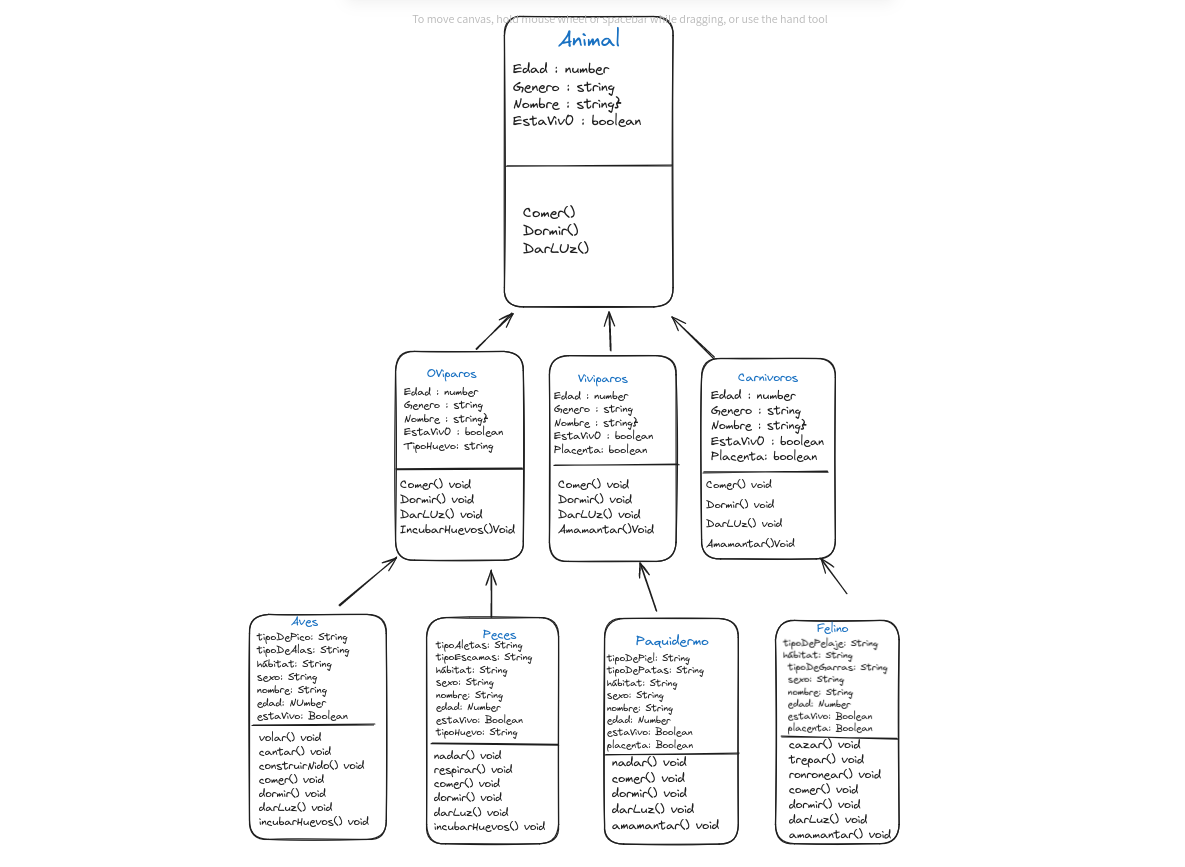 To move canvas, hold mouse wheel or spacebar while dragging, or use the hand tool
Animal
Edad : number
Genero : string
Nombre : string}
EstaVivO : boolean
Comer()
Dormir()
DarLUz()
OViparos
Edad : number
Genero : string
Nombre : string}
EstaVivO : boolean
TipoHuevo: string
Comer() void
Dormir() void
DarLUz() void
IncubarHuevos()Void
Viviparos
Edad : number
Genero : string
Nombre : string}
EstaVivO : boolean
Placenta: boolean
Comer() void
Dormir() void
DarLUz() void
Amamantar()Void
Carnivoros
Edad : number
Genero : string
Nombre : string}
EstaVivO : boolean
Placenta: boolean
Comer() void
Dormir() void
DarLUz() void
Amamantar()Void
Aves
tipoDePico: String
tipoDeAlas: String
hábitat: String
sexo: String
nombre: String
edad: NUmber
estaVivo: Boolean
volar() void
cantar() void
construirNido() void
comer() void
dormir() void
darLuz() void
incubarHuevos() void
Peces
tipoAletas: String
tipoEscamas: String
hábitat: String
sexo: String
nombre: String
edad: Number
estaVivo: Boolean
tipoHuevo: String
nadar() void
respirar() void
comer() void
dormir() void
darLuz() void
incubarHuevos() void
Paquidermo
tipoDePiel: String
tipoDePatas: String
hábitat: String
sexo: String
nombre: String
edad: Number
estaVivo: Boolean
placenta: Boolean
nadar() void
comer() void
dormir() void
darLuz() void
amamantar() void
Felino
tipoDePelaje: String
hábitat: String
tipoDeGarras: String
sexo: String
nombre: String
edad: Number
estaVivo: Boolean
placenta: Boolean
cazar() void
trepar() void
ronronear() void
comer() void
dormir() void
darLuz() void
amamantar() void